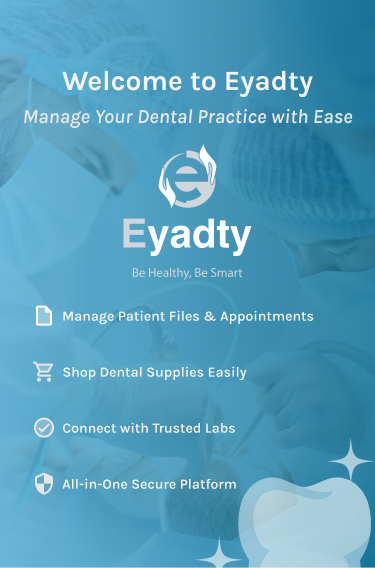 Welcome to Eyadty
Manage Your Dental Practice with Ease
e
Eyadty
Be Healthy, Be Smart
Manage Patient Files & Appointments
Shop Dental Supplies Easily
Connect with Trusted Labs
All-in-One Secure Platform